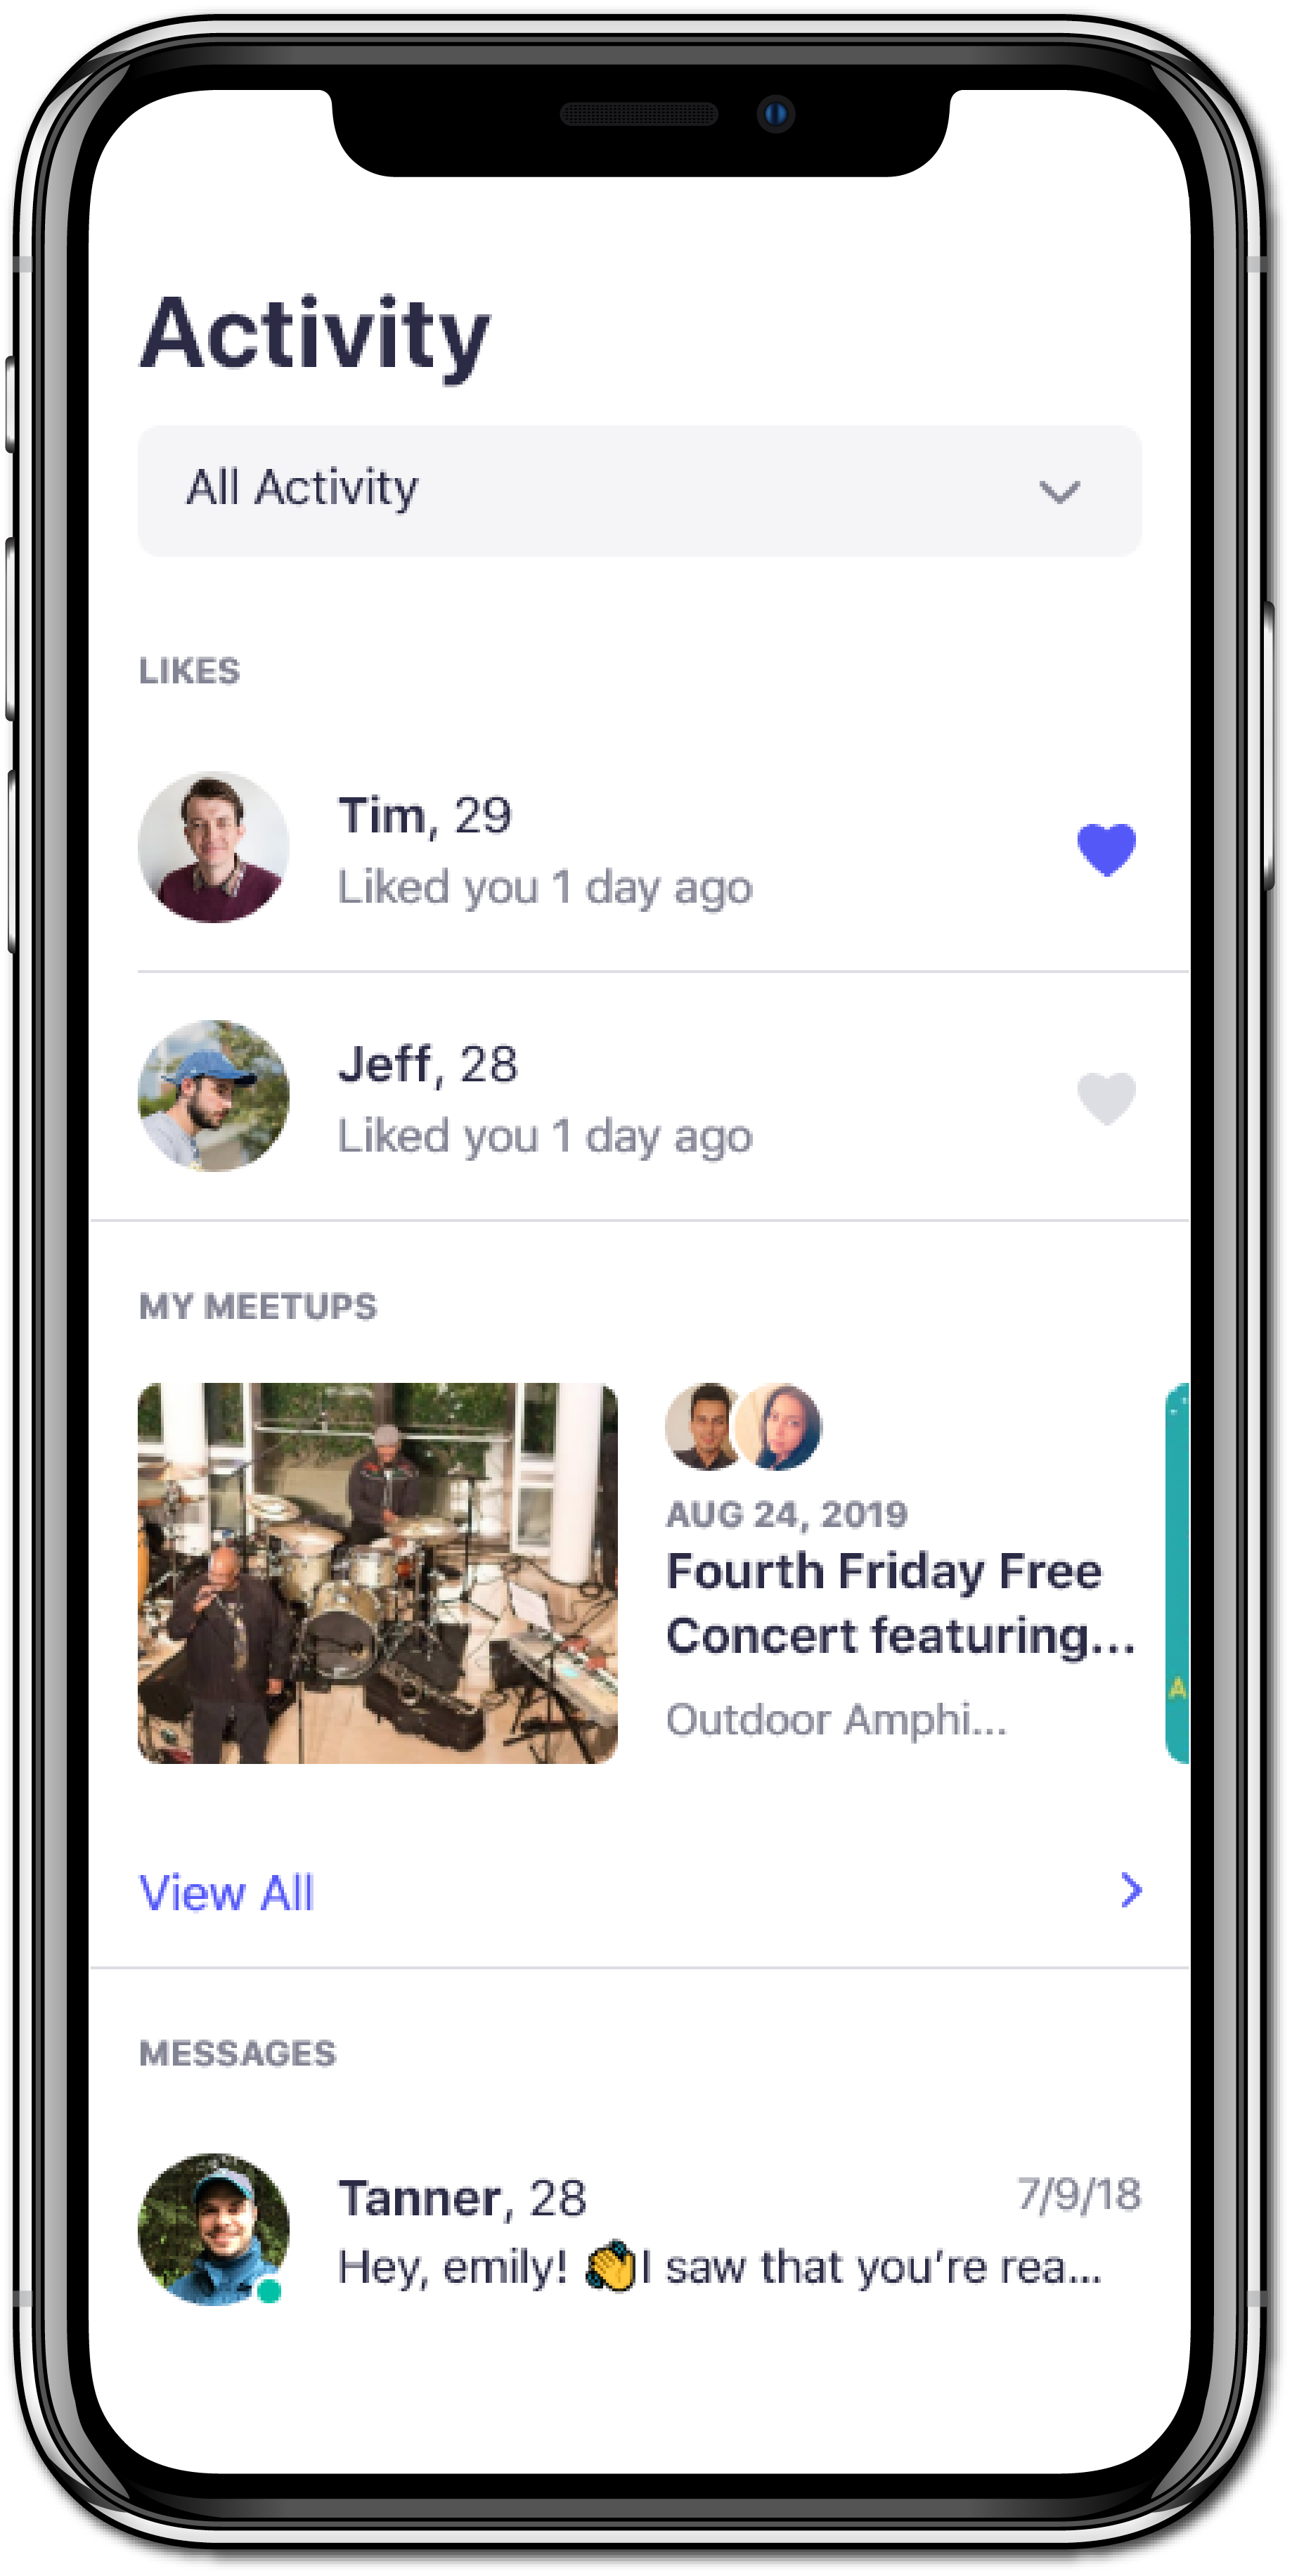 Activity
All Activity
LIKES
Tim, 29
Liked you 1 day ago
Jeff, 28
Liked you 1 day ago
MY MEETUPS
AUG 24, 2019
Fourth Friday Free
Concert featuring...
Outdoor Amphi...
A
View All
MESSAGES
Tanner, 28
7/9/18
Hey, emily! 👏I saw that you’re rea...